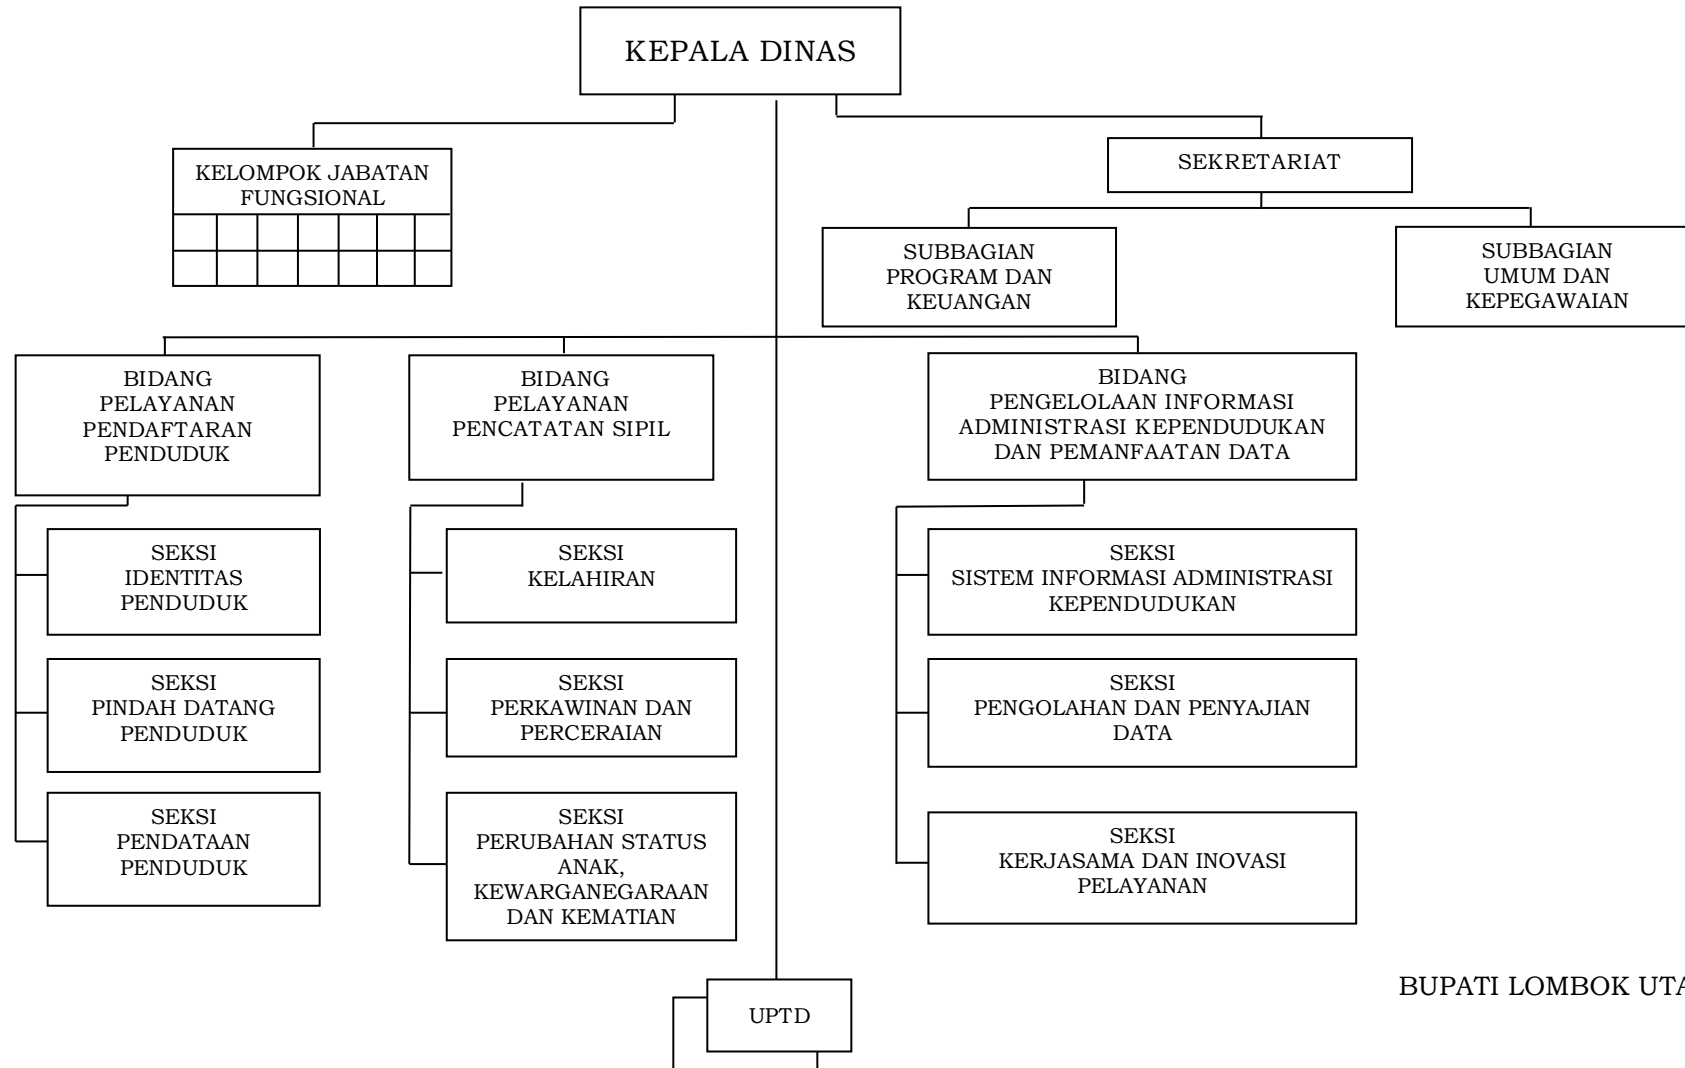 KEPALA DINAS
KELOMPOK JABATAN
FUNGSIONAL
SEKRETARIAT
SUBBAGIAN
PROGRAM DAN
KEUANGAN
SUBBAGIAN
UMUM DAN
KEPEGAWAIAN
BIDANG
PELAYANAN
PENDAFTARAN
PENDUDUK
BIDANG
PELAYANAN
PENCATATAN SIPIL
BIDANG
PENGELOLAAN INFORMASI
ADMINISTRASI KEPENDUDUKAN
DAN PEMANFAATAN DATA
SEKSI
IDENTITAS
PENDUDUK
SEKSI
KELAHIRAN
SEKSI
SISTEM INFORMASI ADMINISTRASI
KEPENDUDUKAN
SEKSI
PINDAH DATANG
PENDUDUK
SEKSI
PERKAWINAN DAN
PERCERAIAN
SEKSI
PENGOLAHAN DAN PENYAJIAN
DATA
SEKSI
PENDATAAN
PENDUDUK
SEKSI
PERUBAHAN STATUS
ANAK,
KEWARGANEGARAAN
DAN KEMATIAN
SEKSI
KERJASAMA DAN INOVASI
PELAYANAN
UPTD
BUPATI LOMBOK